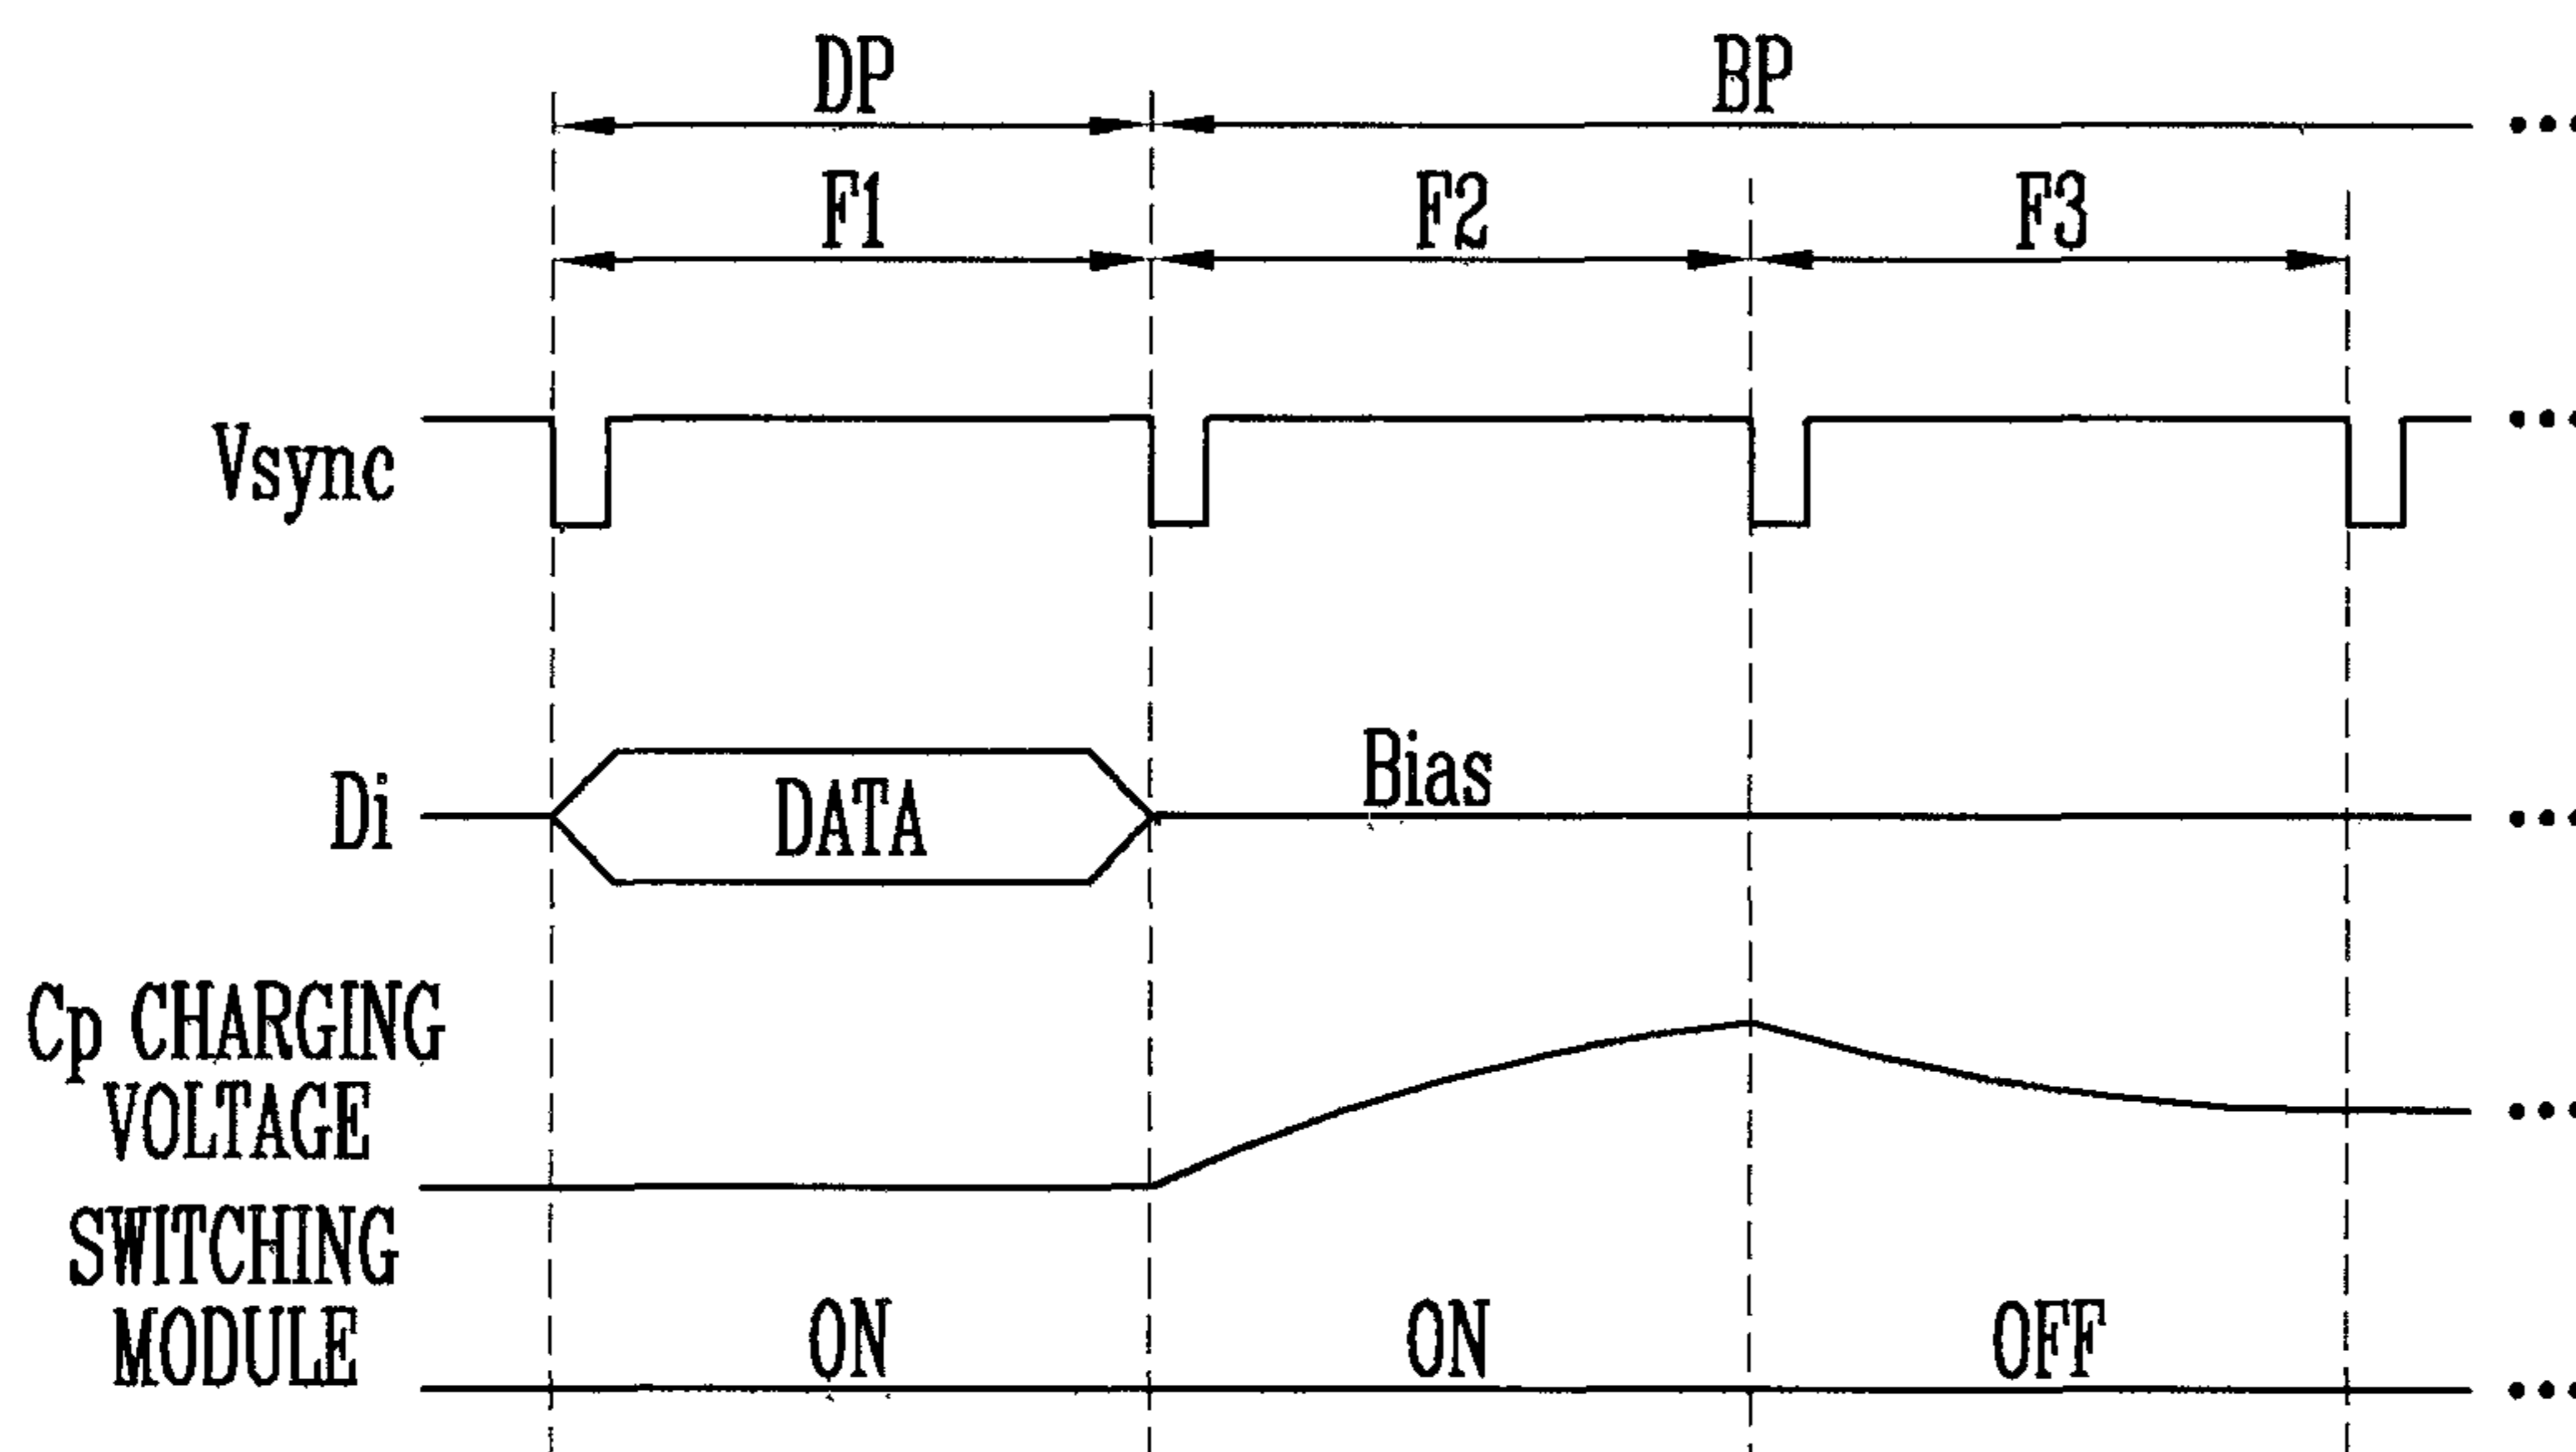 DP BP
F1 F2 F3
Vsync
Di DATA Bias
Cp CHARGING
VOLTAGE
SWITCHING
MODULE ON ON OFF